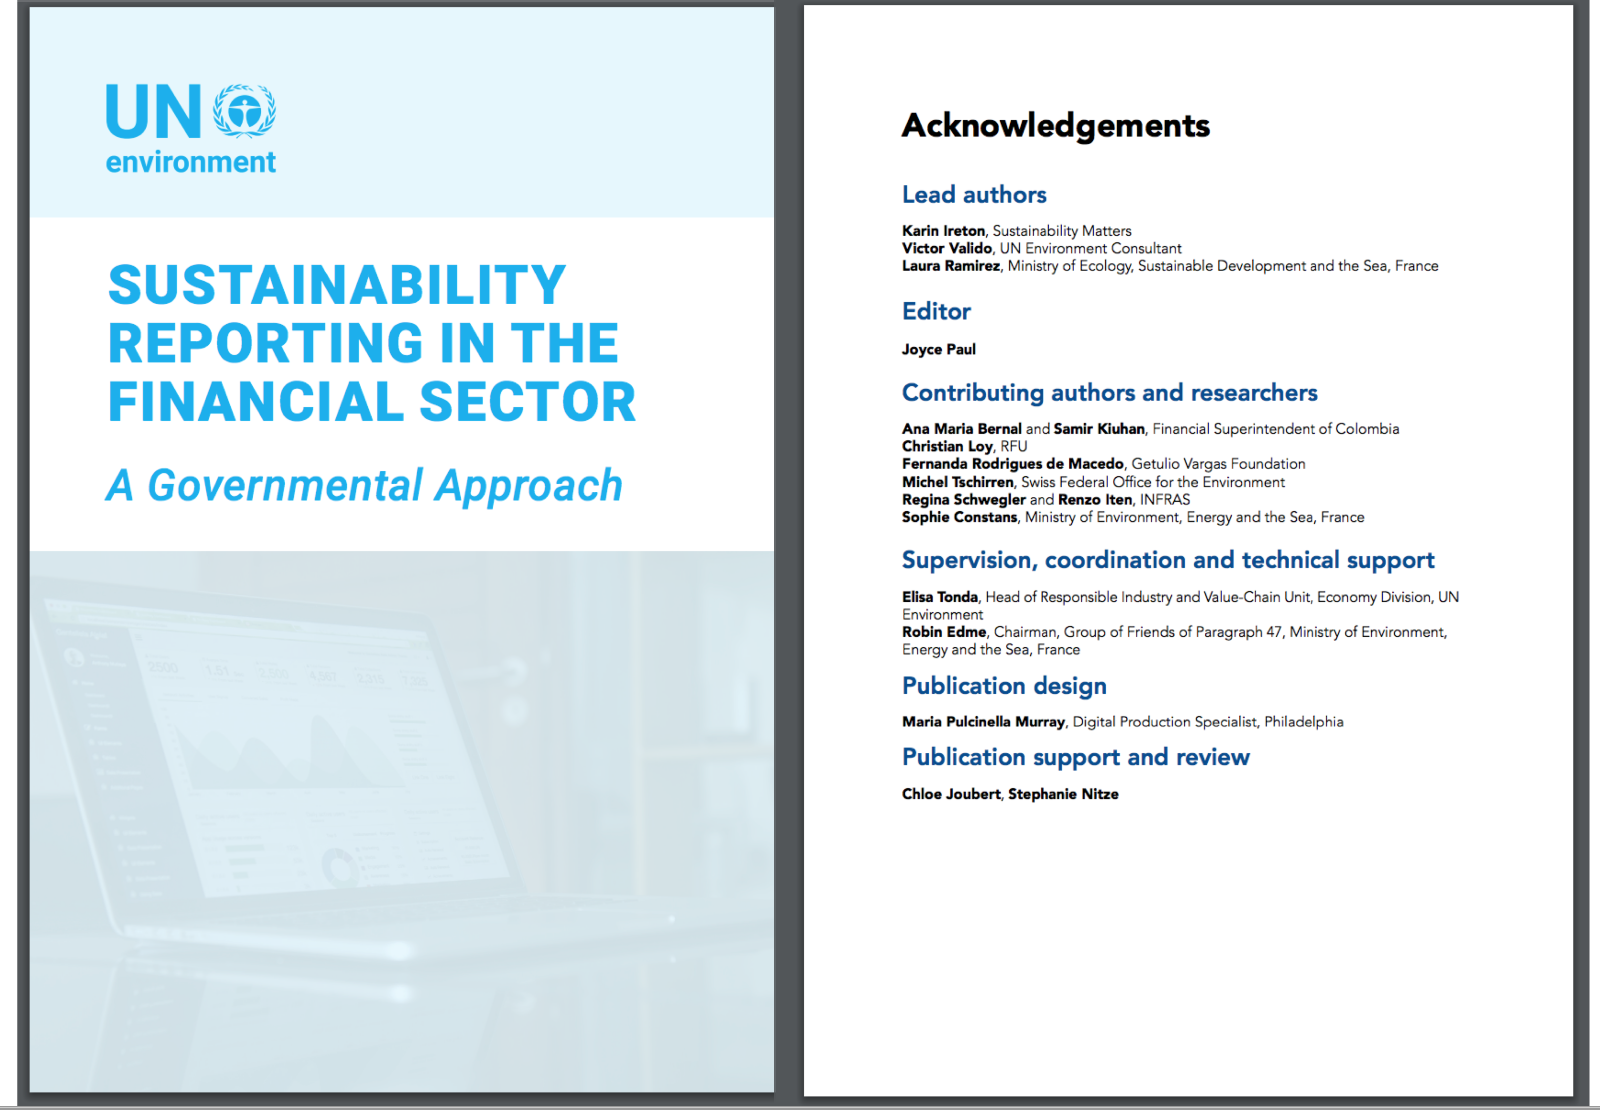 UN
environment
SUSTAINABILITY
REPORTING IN THE
FINANCIAL SECTOR
A Governmental Approach
2500
4,562
2,315
Acknowledgements
Lead authors
Karin Ireton, Sustainability Matters
Victor Valido, UN Environment Consultant
Laura Ramirez, Ministry of Ecology, Sustainable Development and the Sea, France
Editor
Joyce Paul
Contributing authors and researchers
Ana Maria Bernal and Samir Kiuhan, Financial Superintendent of Colombia
Christian Loy, RFU
Fernanda Rodrigues de Macedo, Getulio Vargas Foundation
Michel Tschirren, Swiss Federal Office for the Environment
Regina Schwegler and Renzo Iten, INFRAS
Sophie Constans, Ministry of Environment, Energy and the Sea, France
Supervision, coordination and technical support
Elisa Tonda, Head of Responsible Industry and Value-Chain Unit, Economy Division, UN
Environment
Robin Edme, Chairman, Group of Friends of Paragraph 47, Ministry of Environment,
Energy and the Sea, France
Publication design
Maria Pulcinella Murray, Digital Production Specialist, Philadelphia
Publication support and review
Chloe Joubert, Stephanie Nitze